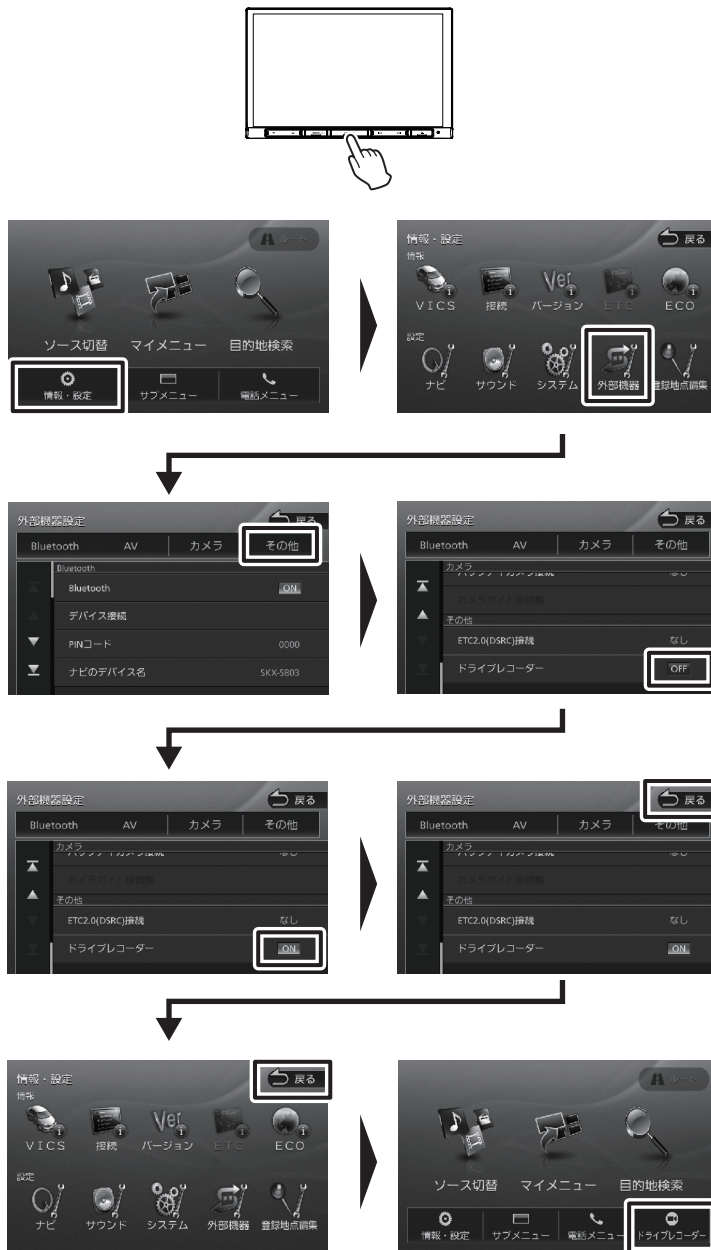 ルート
ソース切替 マイメニュー 目的地検索
情報・設定 サブメニュー 電話メニュー
情報・設定 戻る
情報
VICS 接続 バージョン ETC ECO
Ver
設定
ナビ サウンド システム 外部機器 登録地点編集
外部機器設定 戻る
Bluetooth AV カメラ その他
Bluetooth
Bluetooth ON
デバイス接続
PINコード 0000
ナビのデバイス名 SKX-S803
外部機器設定 戻る
Bluetooth AV カメラ その他
カメラ
その他
ETC2.0(DSRC)接続 なし
ドライブレコーダー OFF
外部機器設定 戻る
Bluetooth AV カメラ その他
カメラ
その他
ETC2.0(DSRC)接続 なし
ドライブレコーダー ON
外部機器設定 戻る
Bluetooth AV カメラ その他
カメラ
その他
ETC2.0(DSRC)接続 なし
ドライブレコーダー ON
情報・設定 戻る
情報
Ver
VICS 接続 バージョン ETC ECO
設定
ナビ サウンド システム 外部機器 登録地点編集
ルート
ソース切替 マイメニュー 目的地検索
情報・設定 サブメニュー 電話メニュー ドライブレコーダー